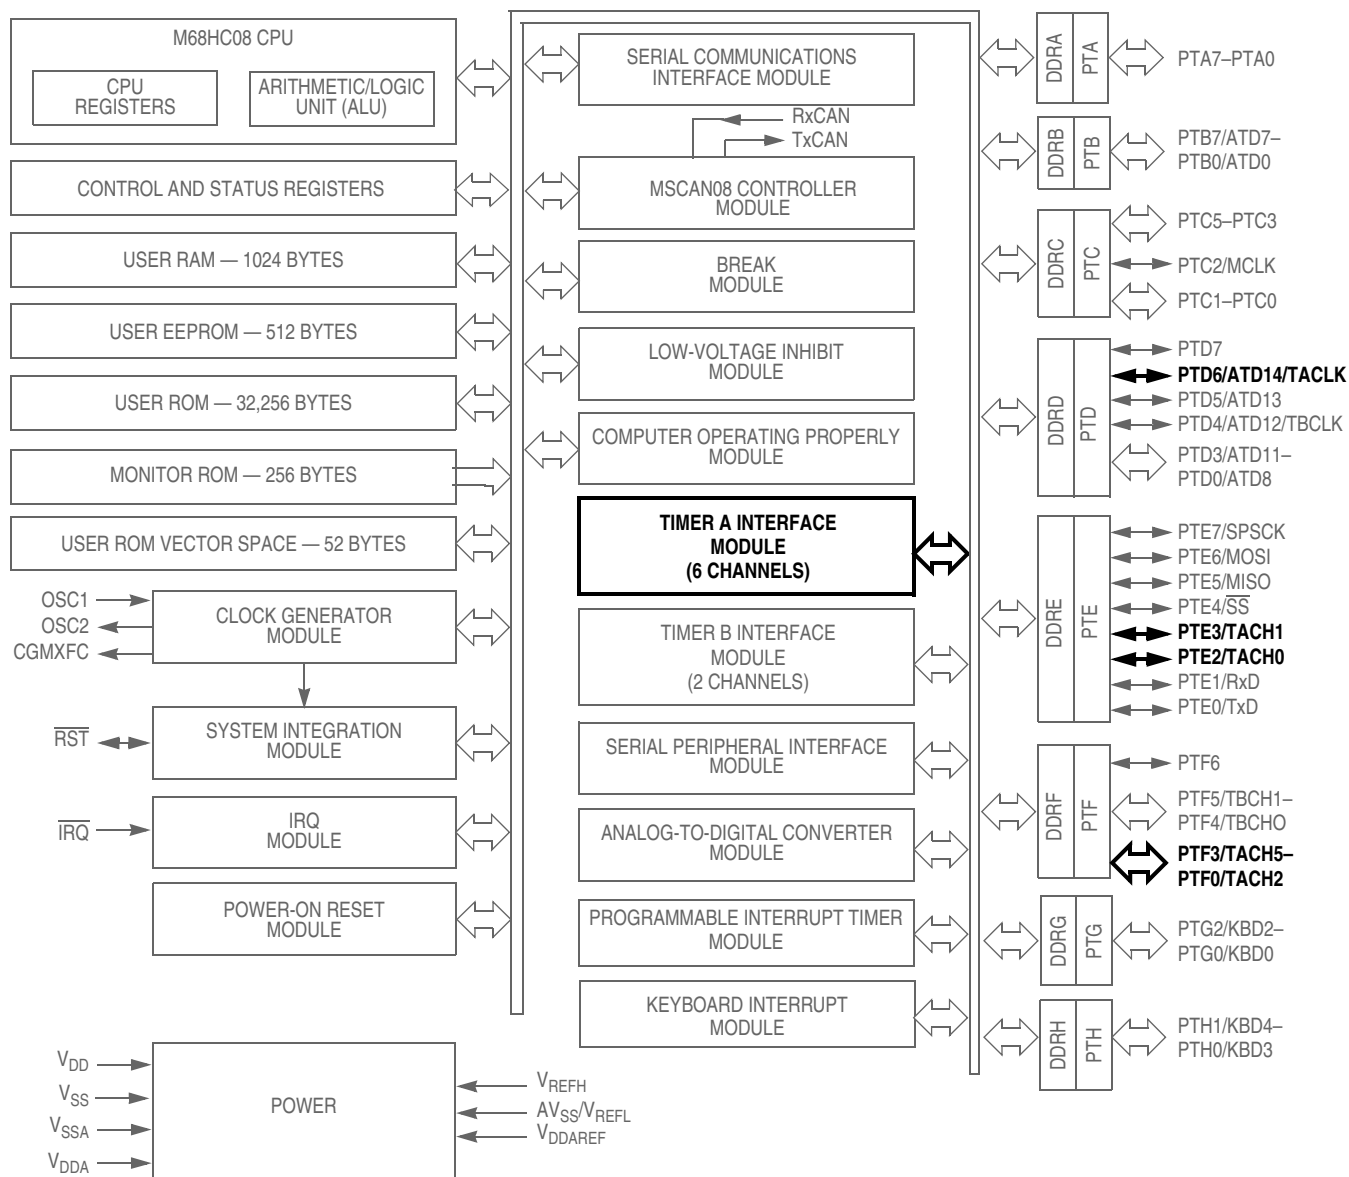 M68HC08 CPU
CPU
REGISTERS
ARITHMETIC/LOGIC
UNIT (ALU)
CONTROL AND STATUS REGISTERS
USER RAM — 1024 BYTES
USER EEPROM — 512 BYTES
USER ROM — 32,256 BYTES
MONITOR ROM — 256 BYTES
USER ROM VECTOR SPACE — 52 BYTES
OSC1
OSC2
CGMXFC
CLOCK GENERATOR
MODULE
RST
SYSTEM INTEGRATION
MODULE
IRQ
IRQ
MODULE
POWER-ON RESET
MODULE
VDD
VSS
VSSA
VDDA
POWER
VREFH
AVSS/VREFL
VDDAREF
SERIAL COMMUNICATIONS
INTERFACE MODULE
RxCAN
TxCAN
MSCAN08 CONTROLLER
MODULE
BREAK
MODULE
LOW-VOLTAGE INHIBIT
MODULE
COMPUTER OPERATING PROPERLY
MODULE
TIMER A INTERFACE
MODULE
(6 CHANNELS)
TIMER B INTERFACE
MODULE
(2 CHANNELS)
SERIAL PERIPHERAL INTERFACE
MODULE
ANALOG-TO-DIGITAL CONVERTER
MODULE
PROGRAMMABLE INTERRUPT TIMER
MODULE
KEYBOARD INTERRUPT
MODULE
DDRA
PTA
PTA7–PTA0
DDRB
PTB
PTB7/ATD7–
PTB0/ATD0
DDRC
PTC
PTC5–PTC3
PTC2/MCLK
PTC1–PTC0
DDRD
PTD
PTD7
PTD6/ATD14/TACLK
PTD5/ATD13
PTD4/ATD12/TBCLK
PTD3/ATD11–
PTD0/ATD8
DDRE
PTE
PTE7/SPSCK
PTE6/MOSI
PTE5/MISO
PTE4/SS
PTE3/TACH1
PTE2/TACH0
PTE1/RxD
PTE0/TxD
DDRF
PTF
PTF6
PTF5/TBCH1–
PTF4/TBCHO
PTF3/TACH5–
PTF0/TACH2
DDRG
PTG
PTG2/KBD2–
PTG0/KBD0
DDRH
PTH
PTH1/KBD4–
PTH0/KBD3